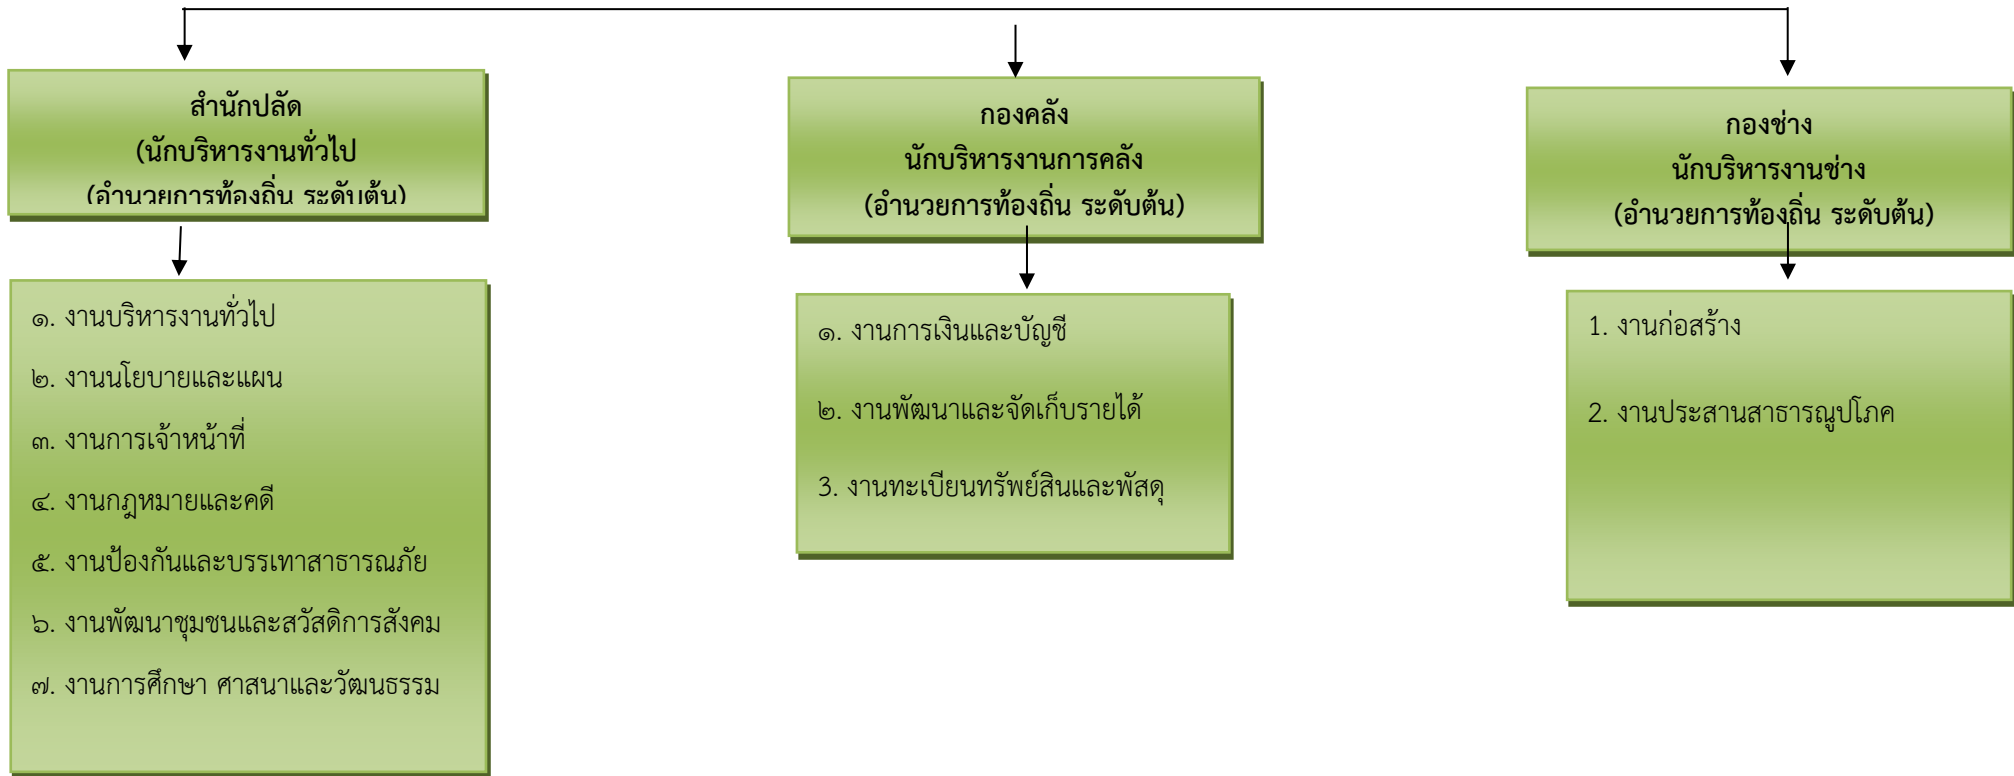 สำนักปลัด
(นักบริหารงานทั่วไป
(อำนวยการท้องถิ่น ระดับต้น)
กองคลัง
นักบริหารงานการคลัง
(อำนวยการท้องถิ่น ระดับต้น)
กองช่าง
นักบริหารงานช่าง
(อำนวยการท้องถิ่น ระดับต้น)
๑. งานบริหารงานทั่วไป
๒. งานนโยบายและแผน
๓. งานการเจ้าหน้าที่
๔. งานกฎหมายและคดี
๕. งานป้องกันและบรรเทาสาธารณภัย
๖. งานพัฒนาชุมชนและสวัสดิการสังคม
๗. งานการศึกษา ศาสนาและวัฒนธรรม
๑. งานการเงินและบัญชี
๒. งานพัฒนาและจัดเก็บรายได้
3. งานทะเบียนทรัพย์สินและพัสดุ
1. งานก่อสร้าง
2. งานประสานสาธารณูปโภค